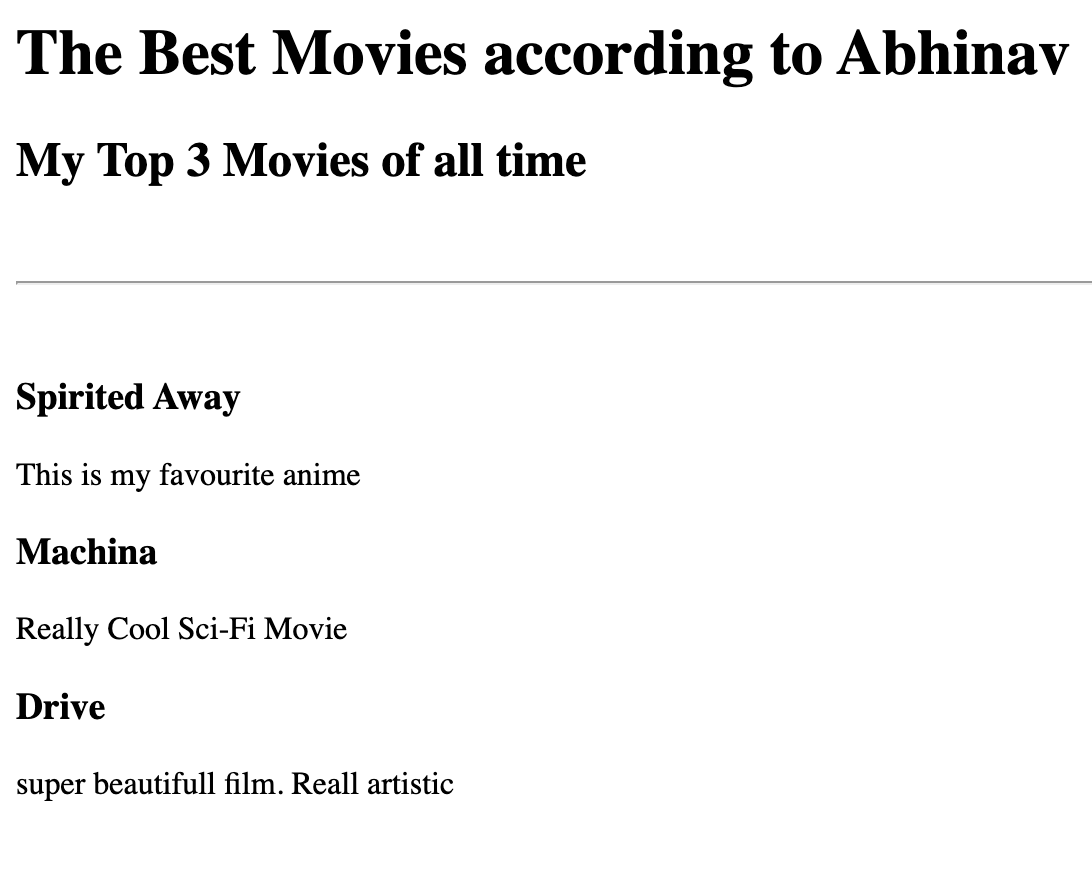 The Best Movies according to Abhinav
My Top 3 Movies of all time
Spirited Away
This is my favourite anime
Machina
Really Cool Sci-Fi Movie
Drive
super beautifull film. Reall artistic